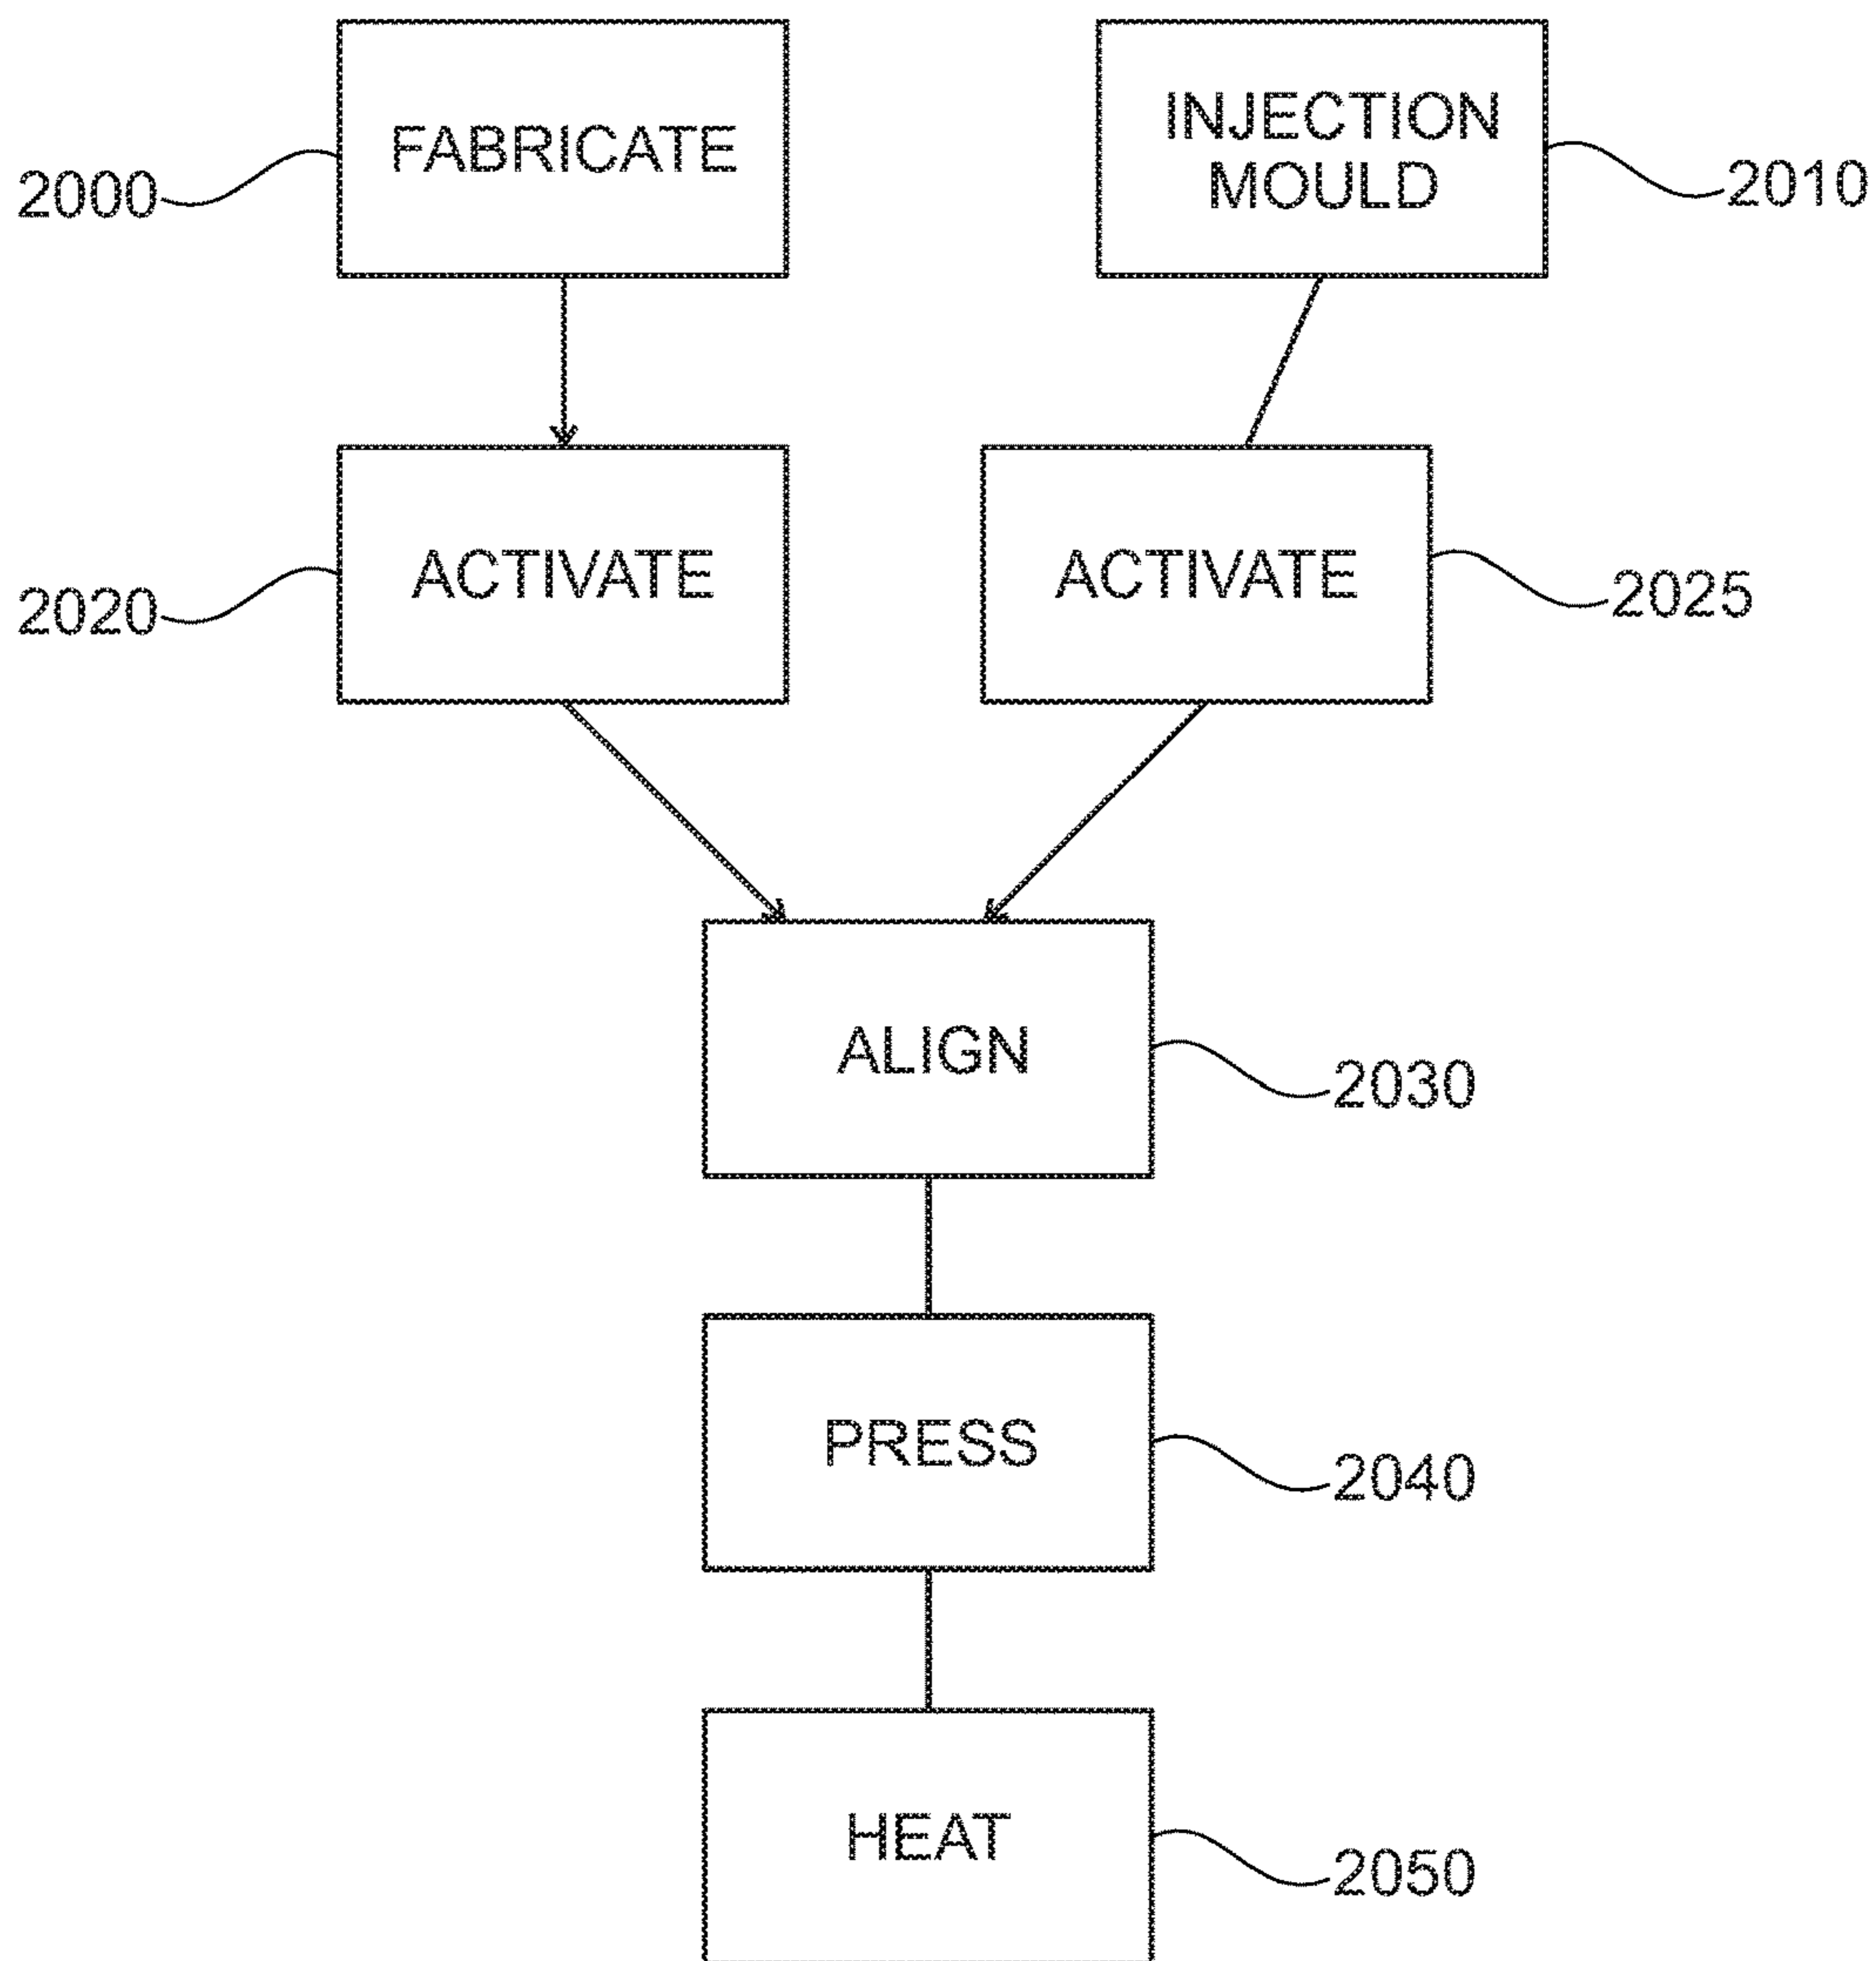 FABRICATE
2000
INJECTION
MOULD
2010
ACTIVATE
2020
ACTIVATE
2025
ALIGN
2030
PRESS
2040
HEAT
2050